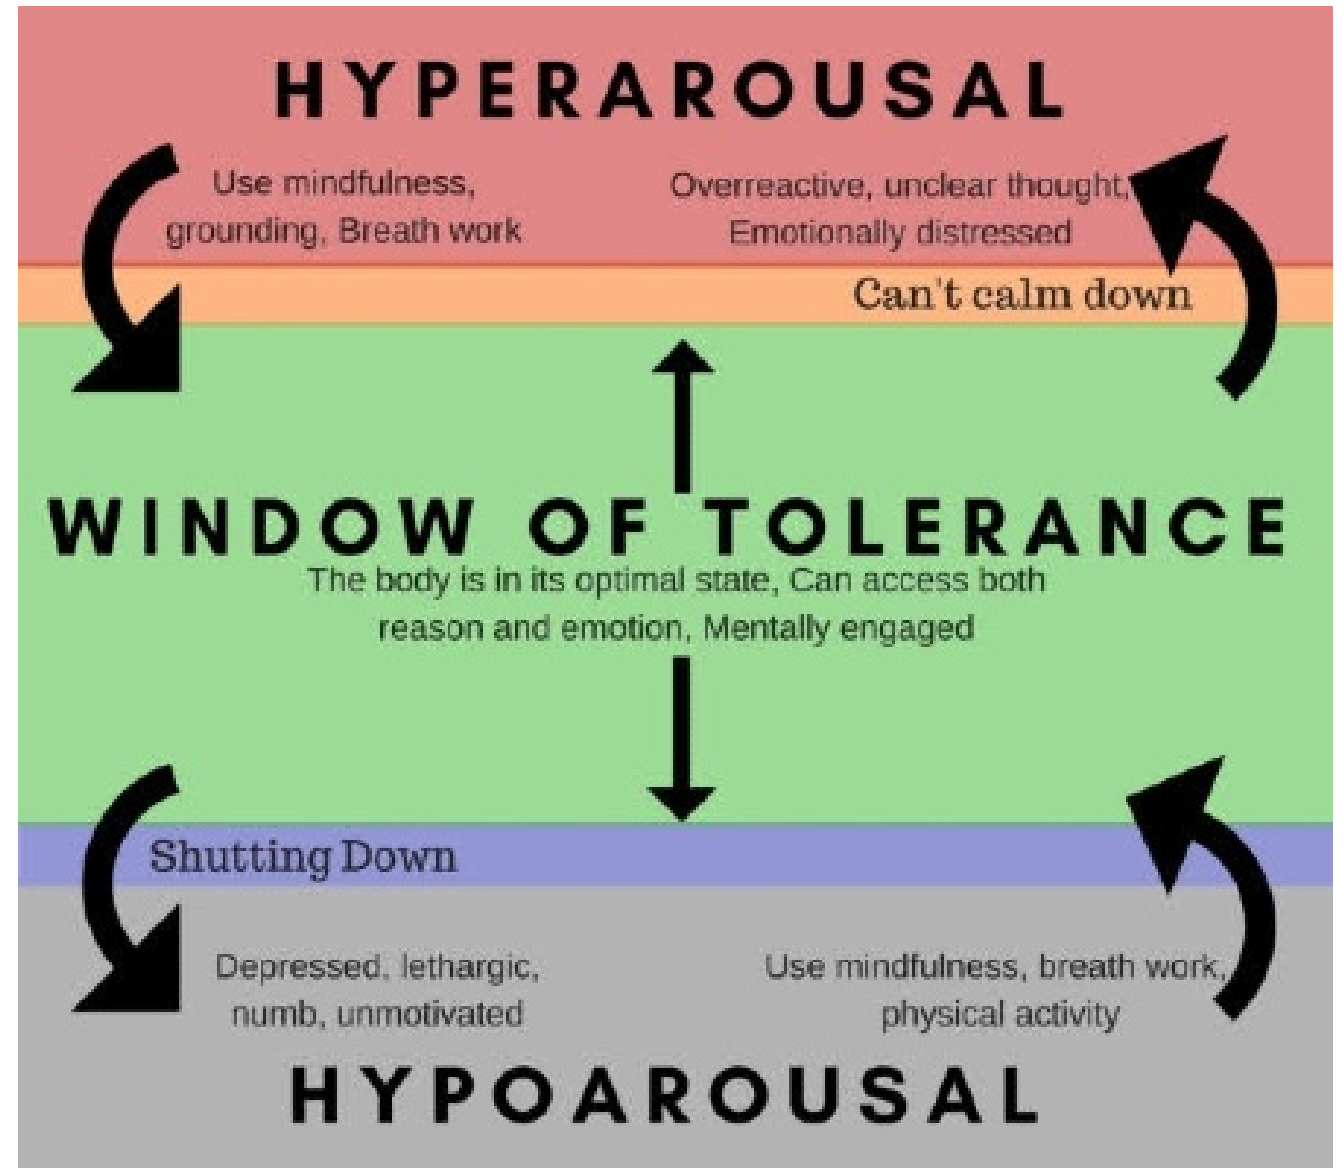 HYPERAROUSAL
Use mindfulness,
grounding, Breath work
Overreactive, unclear thought,
Emotionally distressed
Can't calm down
WINDOW OF TOLERANCE
The body is in its optimal state, Can access both
reason and emotion, Mentally engaged
Shutting Down
Depressed, lethargic,
numb, unmotivated
Use mindfulness, breath work,
physical activity
HYPOAROUSAL